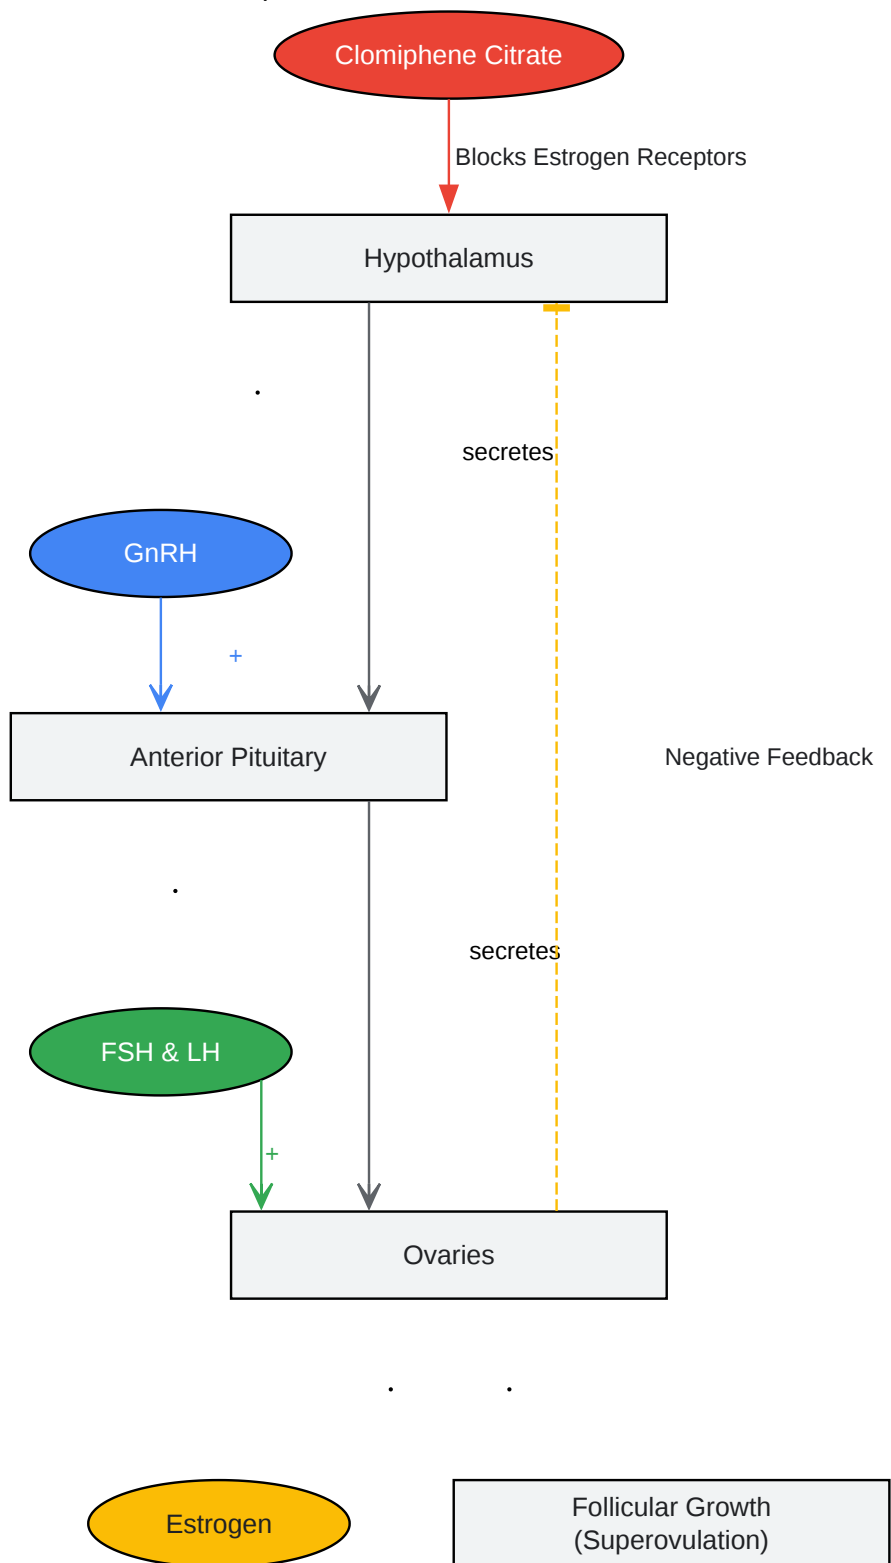 Clomiphene Citrate
Blocks Estrogen Receptors
Hypothalamus
secretes
GnRH
+
Anterior Pituitary
Negative Feedback
secretes
FSH & LH
+
Ovaries
Estrogen
Follicular Growth
(Superovulation)